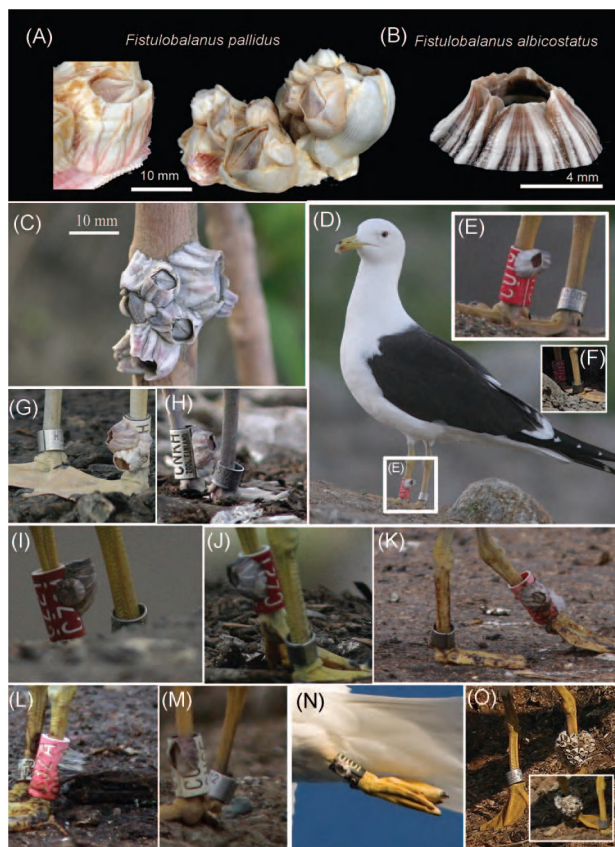 (A)
Fistulobalanus pallidus
(B)
Fistulobalanus albicostatus
10 mm
4 mm
(C)
10 mm
(D)
(E)
(F)
(G)
(H)
(E)
(I)
(J)
(K)
(L)
(M)
(N)
(O)